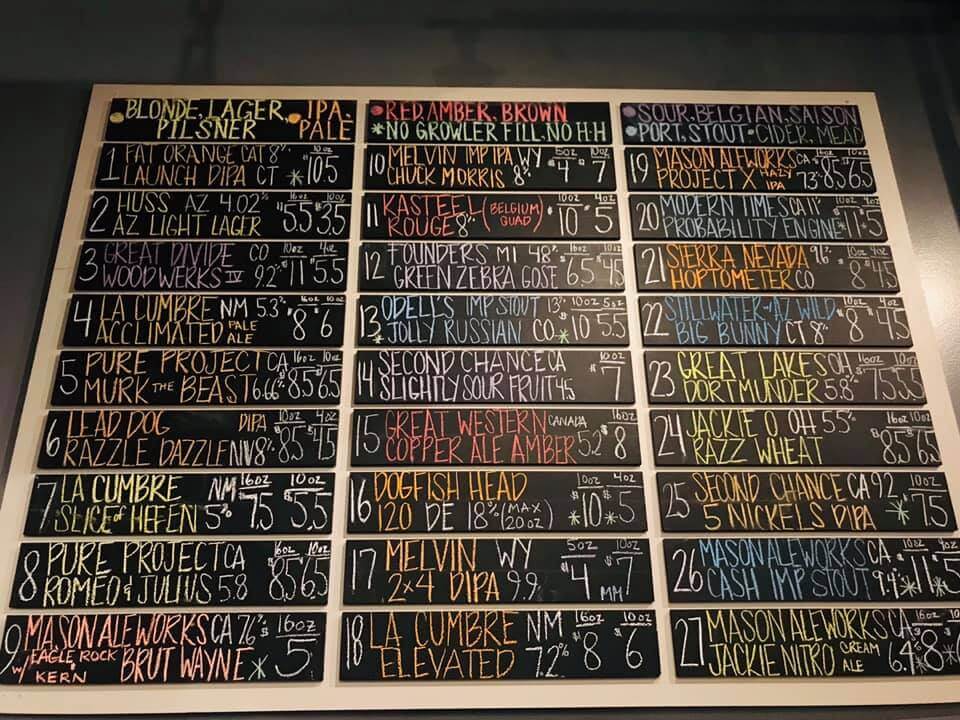 BLONDE, LAGER, IPA,
PILSNER PALE
RED, AMBER, BROWN
*NO GROWLER FILL, NO H·H
SOUR, BELGIAN, SAISON
PORT, STOUT CIDER, MEAD
1 FAT ORANGE CAT 8% 10oz
LAUNCH DIPA CT * 10.5
2 HUSS AZ 4.02% 16oz 10oz
AZ LIGHT LAGER 5.5 3.5
3 GREAT DIVIDE CO 10oz 4oz
WOODWERKS IV 9.2% 11 5.5
4 LA CUMBRE NM 5.3% 16oz 10oz
ACCLIMATED PALE ALE 8 6
5 PURE PROJECT CA 16oz 10oz
MURK THE BEAST 6.66% 8.5 6.5
6 LEAD DOG DIPA 10oz 4oz
RAZZLE DAZZLE NV 8% 8.5 4.5
7 LA CUMBRE NM 16oz 10oz
SLICE of HEFEN 5% 7.5 5.5
8 PURE PROJECT CA 16oz 10oz
ROMEO & JULIUS 5.8 8.5 6.5
9 MASON ALEWORKS CA 7.6% $ 16oz
w/ EAGLE ROCK KERN BRUT WAYNE * 5
10 MELVIN IMP IPA WY 5oz 10oz
CHUCK MORRIS 8% 4 7
11 KASTEEL (BELGIUM QUAD) 10oz 4oz
ROUGE 8% 10 5
12 FOUNDERS MI 4.8% 16oz 10oz
GREEN ZEBRA GOSE 6.5 4.5
13 ODELL'S IMP STOUT 13% 10oz 5oz
JOLLY RUSSIAN CO * 10 5.5
14 SECOND CHANCE CA 10oz
SLIGHTLY SOUR FRUIT 4.5 $7
15 GREAT WESTERN CANADA 16oz
COPPER ALE AMBER 5.2% $8
16 DOGFISH HEAD 10oz 4oz
120 DE 18% (MAX 20oz) *10 *5
17 MELVIN WY 5oz 10oz
2×4 DIPA 9.9% $4 $7 MM
18 LA CUMBRE NM 16oz 10oz
ELEVATED 7.2% $8 $6
19 MASON ALEWORKS CA 16oz 10oz
PROJECT X HAZY IPA 7.3% 8.5 6.5
20 MODERN TIMES CA 11% 10oz 4oz
PROBABILITY ENGINE * 11 5
21 SIERRA NEVADA 9% 10oz 4oz
HOPTOMETER CO 8 4.5
22 STILLWATER + AZ WILD 10oz 4oz
BIG BUNNY CT 8% $8 4.5
23 GREAT LAKES OH 16oz 10oz
DORTMUNDER 5.8% 7.5 5.5
24 JACKIE O OH 5.5% 16oz 10oz
RAZZ WHEAT 8.5 6.5
25 SECOND CHANCE CA 9.2 10oz
5 NICKELS DIPA * 7.5
26 MASON ALEWORKS CA 10oz 4oz
CASH IMP STOUT 9.4% * 11 * 5
27 MASON ALEWORKS CA 16oz
JACKIE NITRO CREAM ALE 6.4% *8